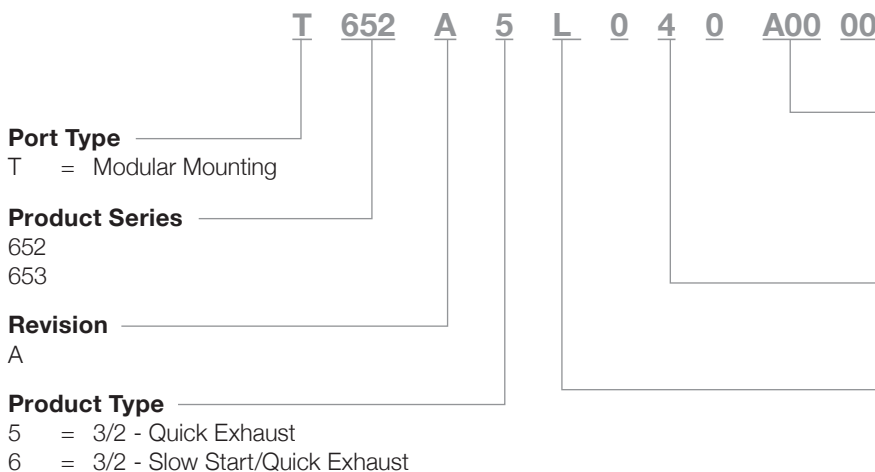 T 652 A 5 L 0 4 0 A00 00
Port Type
T = Modular Mounting
Product Series
652
653
Revision
A
Product Type
5 = 3/2 - Quick Exhaust
6 = 3/2 - Slow Start/Quick Exhaust